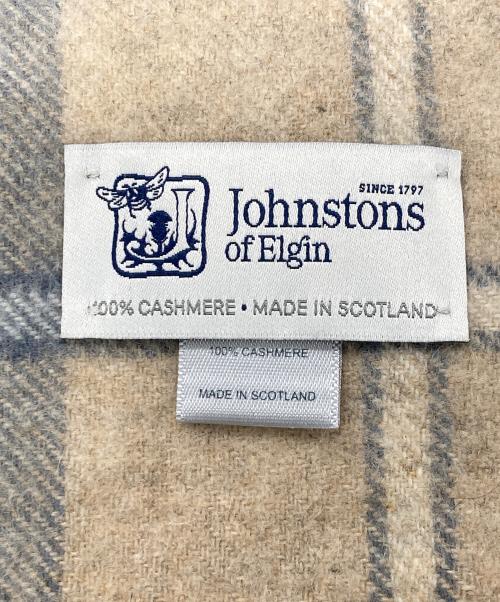 SINCE 1797
Johnstons
of Elgin
100% CASHMERE • MADE IN SCOTLAND
100% CASHMERE
MADE IN SCOTLAND